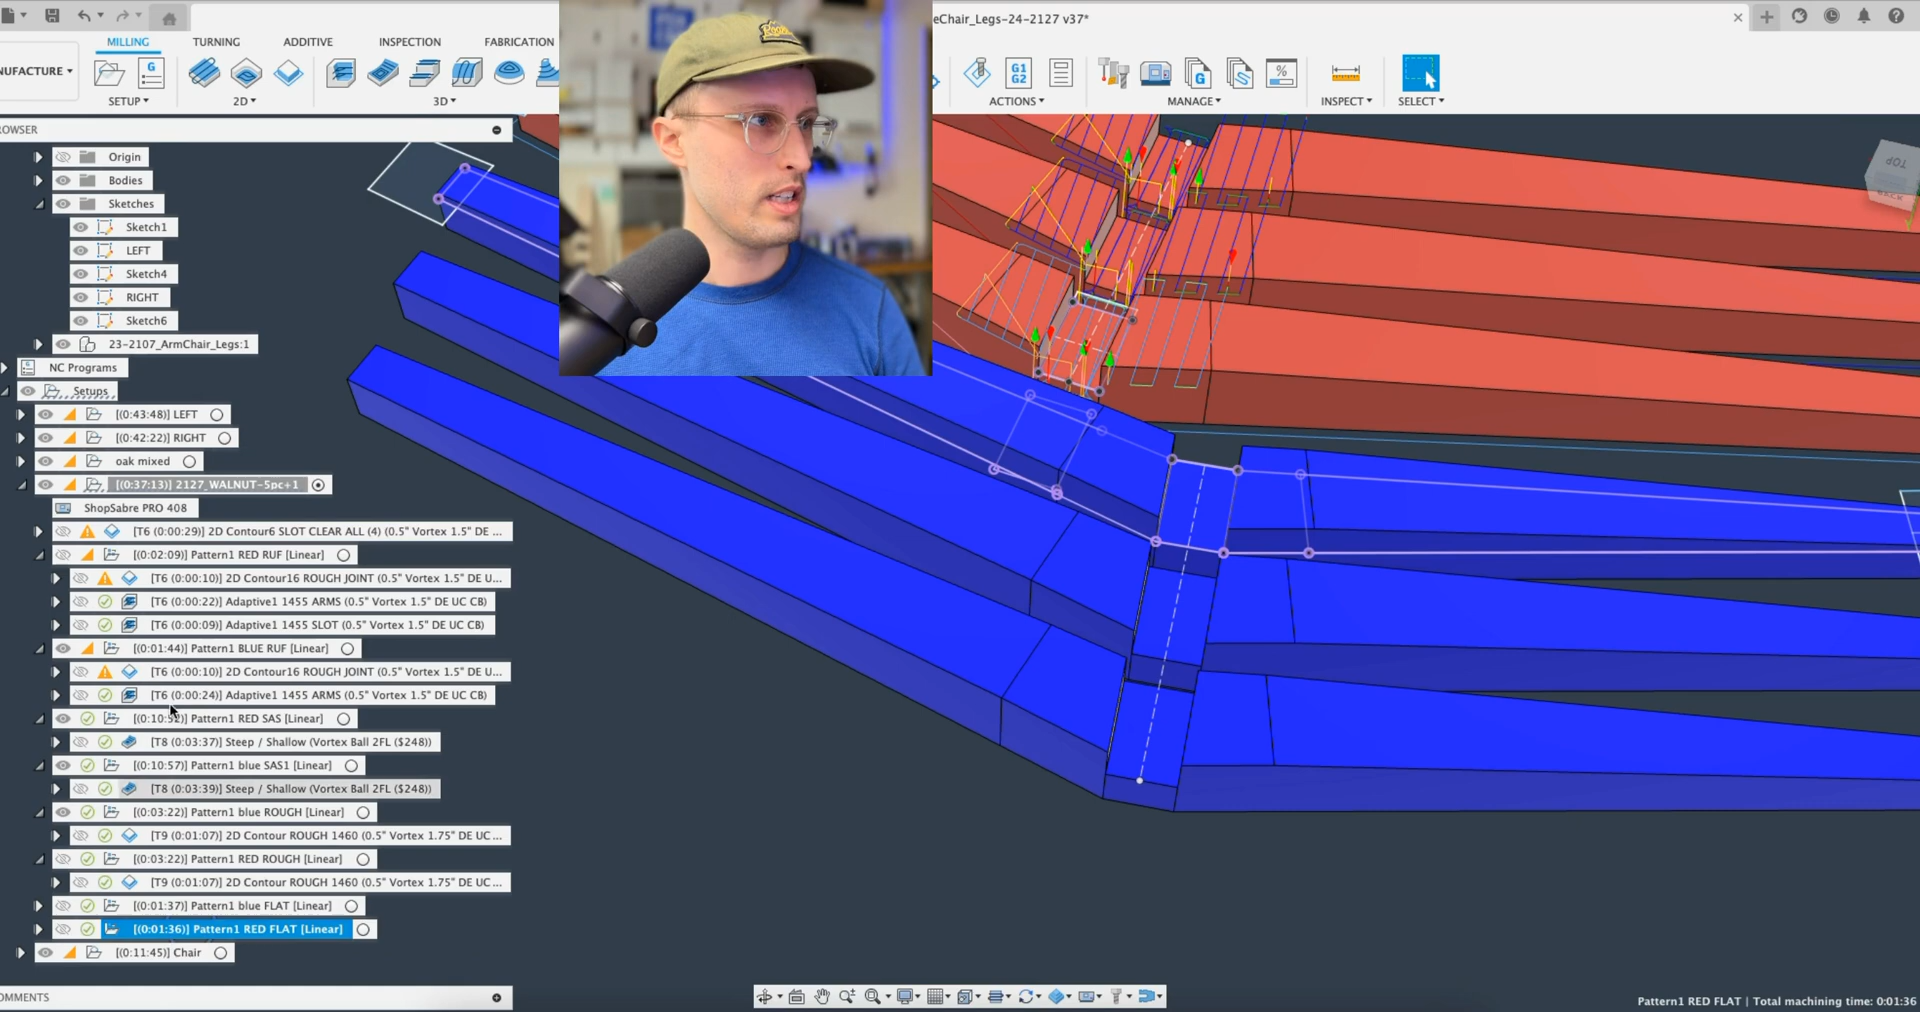 eChair_Legs-24-2127 v37*
MILLING
TURNING
ADDITIVE
INSPECTION
FABRICATION
NUFACTURE
G
G1
G2
G
%
SETUP
2D
3D
ACTIONS
MANAGE
INSPECT
SELECT
ROWSER
TOP
BACK
Origin
Bodies
Sketches
Sketch1
LEFT
Sketch4
RIGHT
Sketch6
23-2107_ArmChair_Legs:1
NC Programs
Setups
[(0:43:48)] LEFT
[(0:42:22)] RIGHT
oak mixed
[(0:37:13)] 2127_WALNUT-5pc+1
ShopSabre PRO 408
[T6 (0:00:29)] 2D Contour6 SLOT CLEAR ALL (4) (0.5" Vortex 1.5" DE ...
[(0:02:09)] Pattern1 RED RUF [Linear]
[T6 (0:00:10)] 2D Contour16 ROUGH JOINT (0.5" Vortex 1.5" DE U...
[T6 (0:00:22)] Adaptive1 1455 ARMS (0.5" Vortex 1.5" DE UC CB)
[T6 (0:00:09)] Adaptive1 1455 SLOT (0.5" Vortex 1.5" DE UC CB)
[(0:01:44)] Pattern1 BLUE RUF [Linear]
[T6 (0:00:10)] 2D Contour16 ROUGH JOINT (0.5" Vortex 1.5" DE U...
[T6 (0:00:24)] Adaptive1 1455 ARMS (0.5" Vortex 1.5" DE UC CB)
Pattern1 RED SAS [Linear]
[T8 (0:03:37)] Steep / Shallow (Vortex Ball 2FL ($248))
[(0:10:57)] Pattern1 blue SAS1 [Linear]
[T8 (0:03:39)] Steep / Shallow (Vortex Ball 2FL ($248))
[(0:03:22)] Pattern1 blue ROUGH [Linear]
[T9 (0:01:07)] 2D Contour ROUGH 1460 (0.5" Vortex 1.75" DE UC ...
[(0:03:22)] Pattern1 RED ROUGH [Linear]
[T9 (0:01:07)] 2D Contour ROUGH 1460 (0.5" Vortex 1.75" DE UC ...
[(0:01:37)] Pattern1 blue FLAT [Linear]
[(0:01:36)] Pattern1 RED FLAT [Linear]
[(0:11:45)] Chair
OMMENTS
Pattern1 RED FLAT | Total machining time: 0:01:36